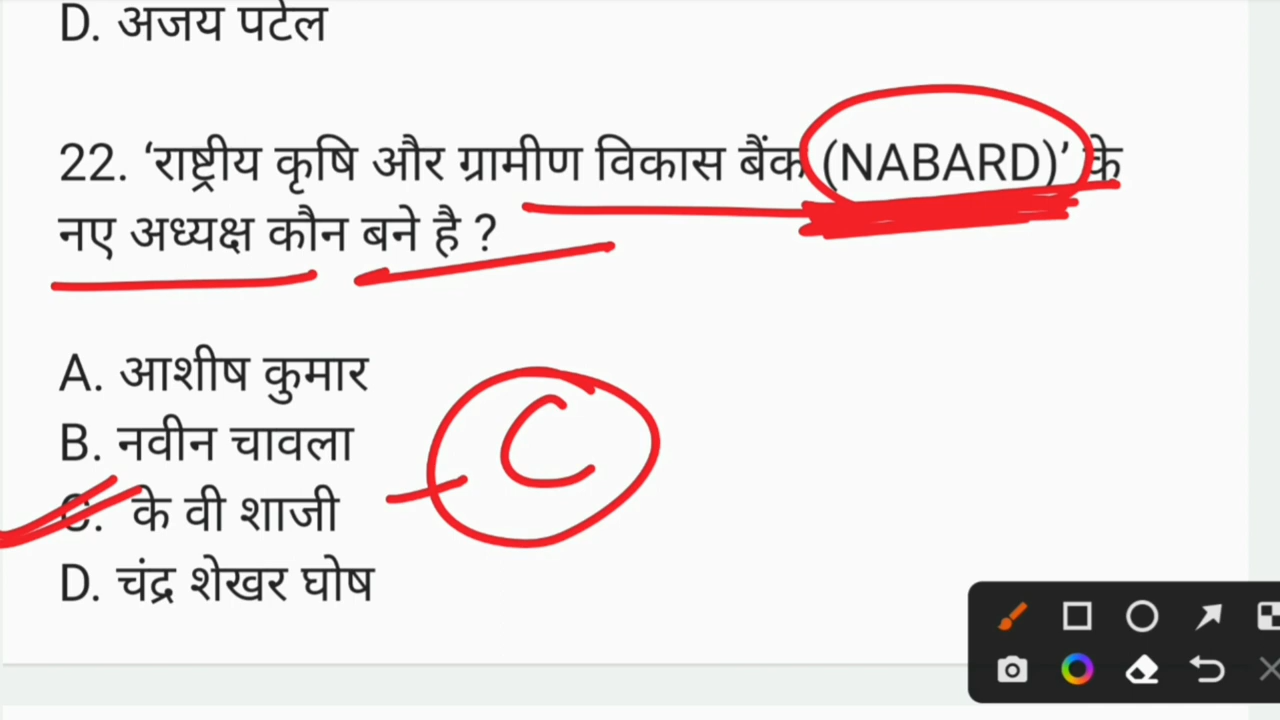 D. अजय पटेल
22. ‘राष्ट्रीय कृषि और ग्रामीण विकास बैंक (NABARD)’ के
नए अध्यक्ष कौन बने है ?
A. आशीष कुमार
B. नवीन चावला
C
C. के वी शाजी
D. चंद्र शेखर घोष